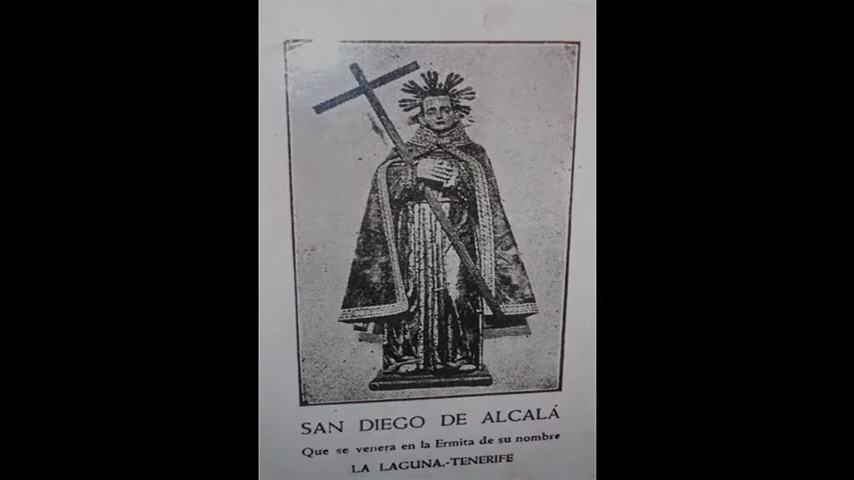 SAN DIEGO DE ALCALÁ
Que se venera en la Ermita de su nombre
LA LAGUNA.-TENERIFE